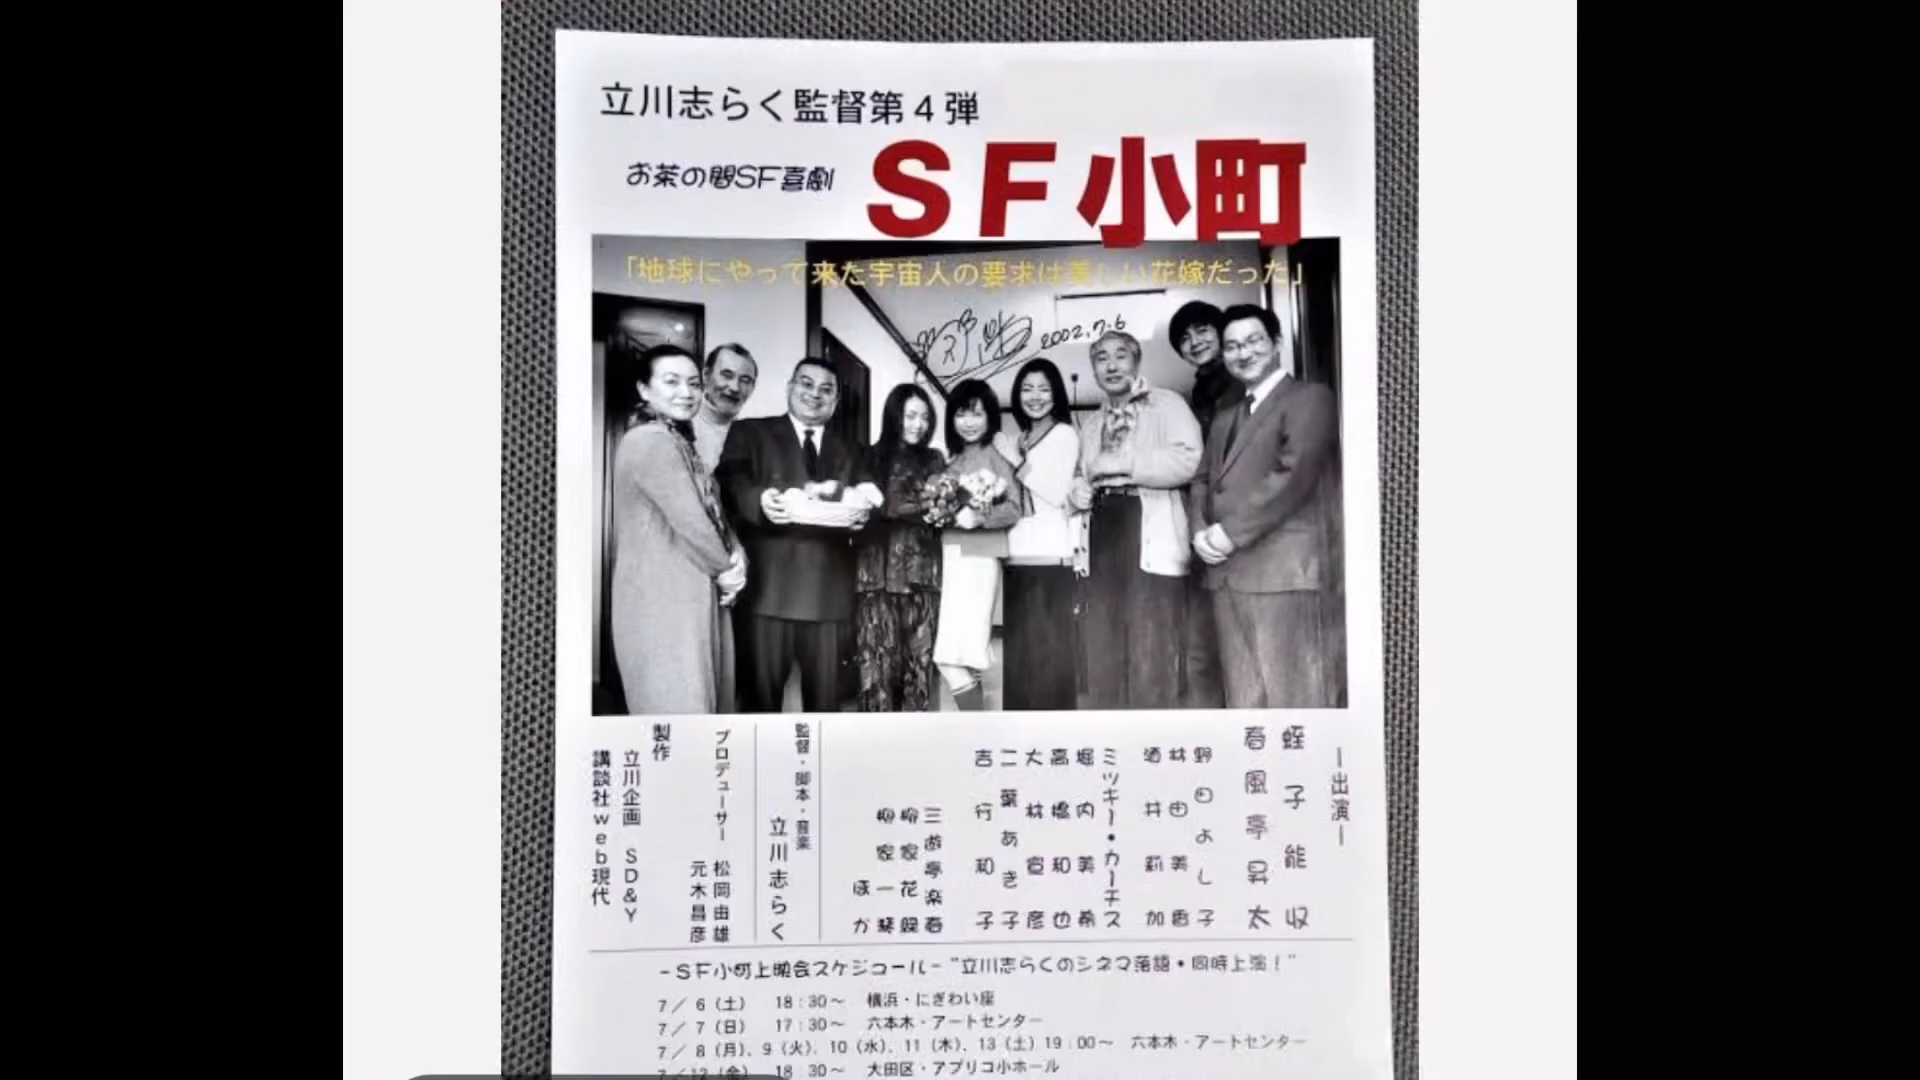 立川志らく監督第4弾
お茶の間SF喜劇
SF小町
「地球にやって来た宇宙人の要求は美しい花嫁だった」
2002.7.6
―出演―
蛭子能収
春風亭昇太
野田よし子
林田美香
酒井莉加
ミッキー・カーチス
堀内美希
高橋和也
大林宣彦
二葉あき子
吉行和子
三遊亭楽春
柳家花緑
柳家一琴
ほか
監督・脚本・音楽
立川志らく
プロデューサー
松岡由雄
元木昌彦
製作
立川企画 SD&Y
講談社web現代
-SF小町上映会スケジュール-"立川志らくのシネマ落語・同時上演!"
7/6(土) 18:30~ 横浜・にぎわい座
7/7(日) 17:30~ 六本木・アートセンター
7/8(月)、9(火)、10(水)、11(木)、13(土)19:00~ 六本木・アートセンター
7/12(金) 18:30~ 大田区・アプリコ小ホール